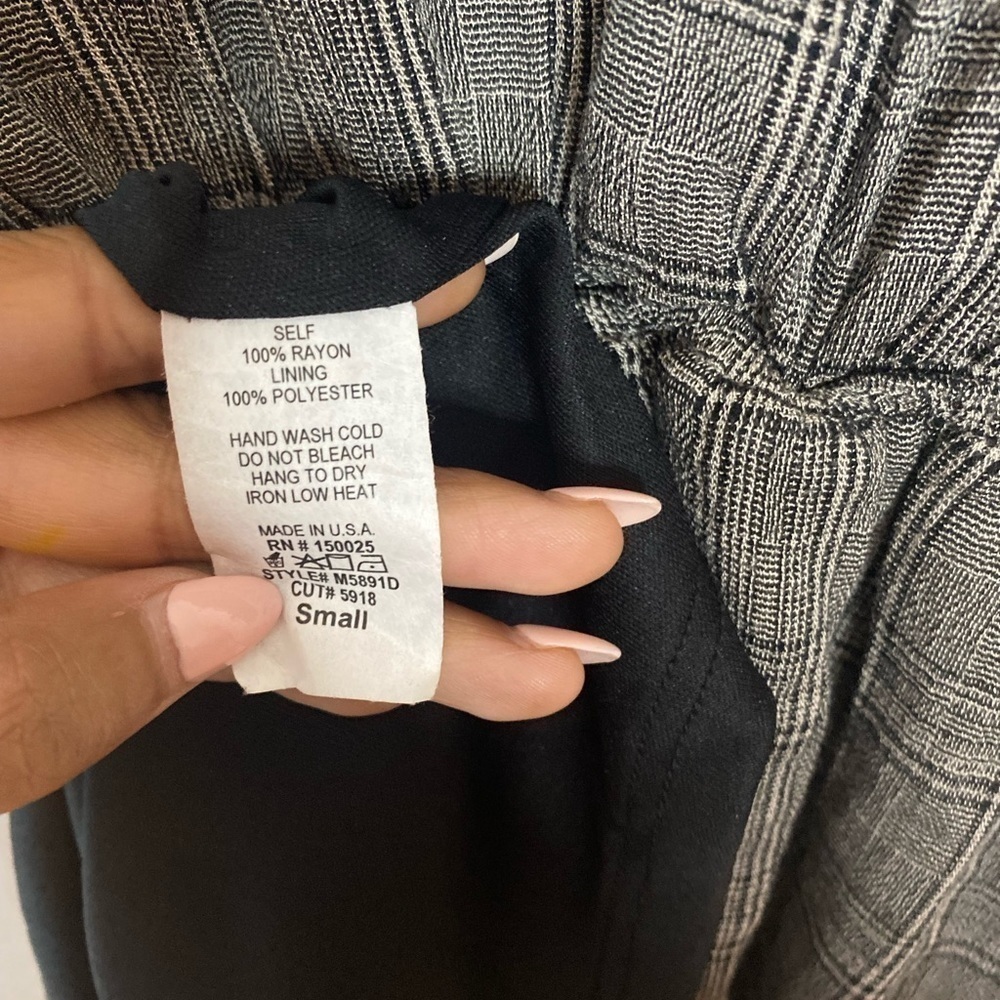 SELF
100% RAYON
LINING
100% POLYESTER
HAND WASH COLD
DO NOT BLEACH
HANG TO DRY
IRON LOW HEAT
MADE IN U.S.A.
RN # 150025
STYLE# M5891D
CUT# 5918
Small